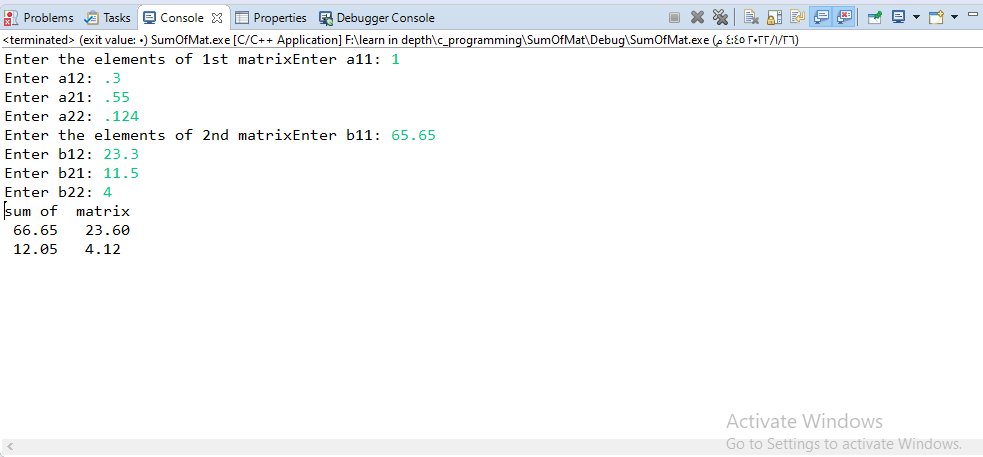 Problems Tasks Console Properties Debugger Console
<terminated> (exit value: ٠) SumOfMat.exe [C/C++ Application] F:\learn in depth\c_programming\SumOfMat\Debug\SumOfMat.exe (٢٠٢٢/١/٢٦ ٤:٤٥ م)
Enter the elements of 1st matrixEnter a11: 1
Enter a12: .3
Enter a21: .55
Enter a22: .124
Enter the elements of 2nd matrixEnter b11: 65.65
Enter b12: 23.3
Enter b21: 11.5
Enter b22: 4
sum of  matrix
 66.65   23.60
 12.05   4.12
Activate Windows
Go to Settings to activate Windows.